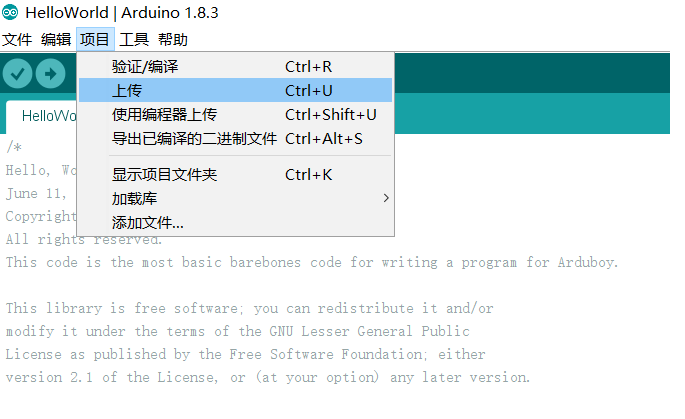 HelloWorld | Arduino 1.8.3
文件 编辑 项目 工具 帮助
验证/编译 Ctrl+R
上传 Ctrl+U
使用编程器上传 Ctrl+Shift+U
导出已编译的二进制文件 Ctrl+Alt+S
显示项目文件夹 Ctrl+K
加载库
添加文件...
HelloWo
/*
Hello, Wo
June 11,
Copyright
All rights reserved.
This code is the most basic barebones code for writing a program for Arduboy.
This library is free software; you can redistribute it and/or
modify it under the terms of the GNU Lesser General Public
License as published by the Free Software Foundation; either
version 2.1 of the License, or (at your option) any later version.